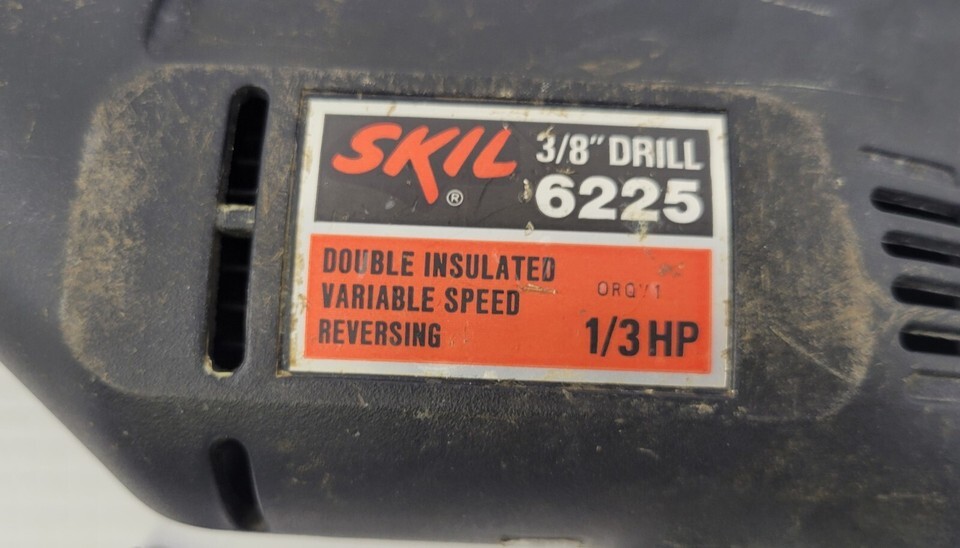 SKIL®
3/8" DRILL
6225
DOUBLE INSULATED
VARIABLE SPEED
REVERSING
1/3 HP